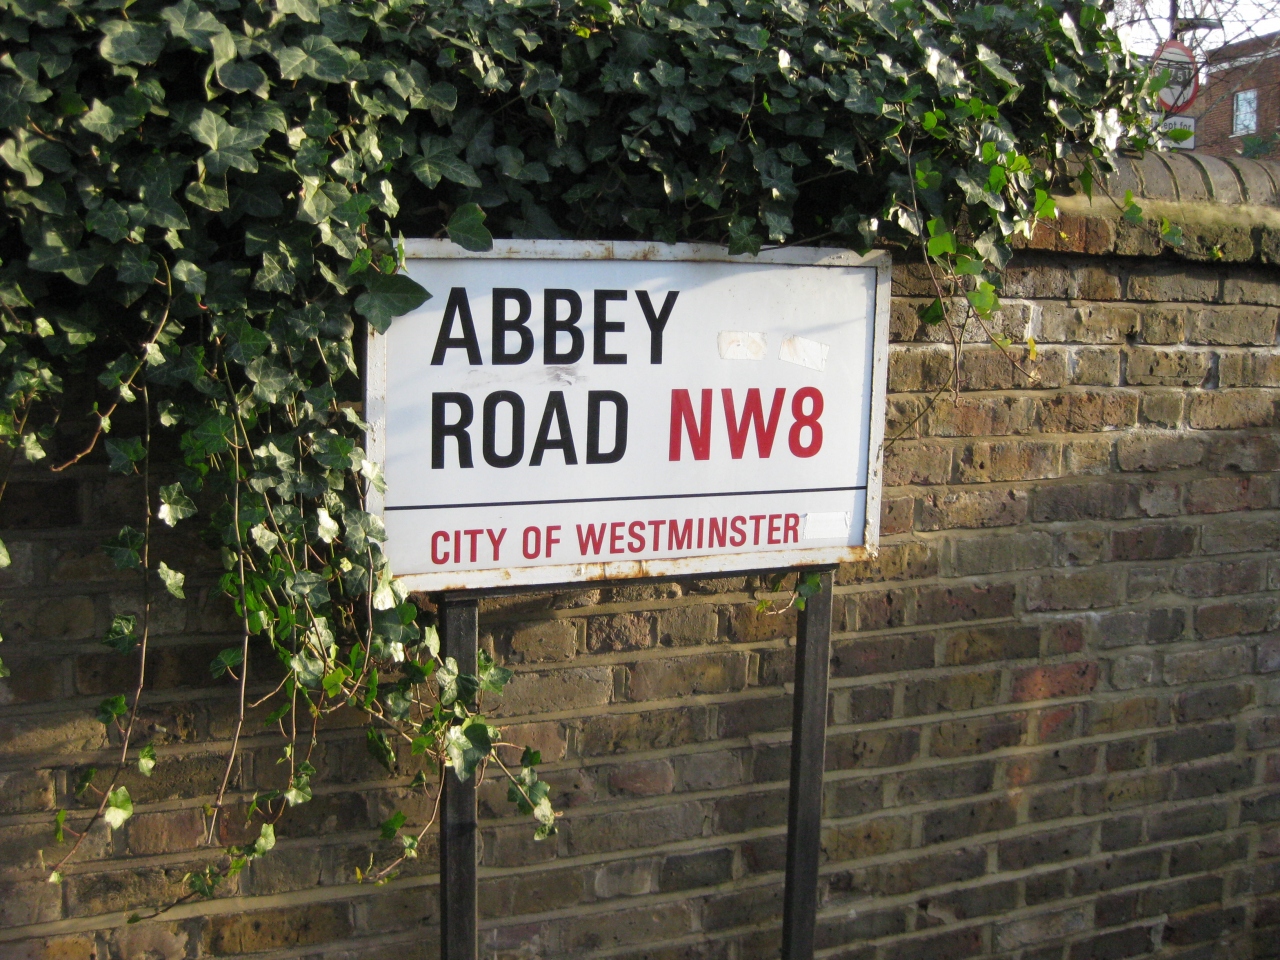 ABBEY
ROAD NW8
CITY OF WESTMINSTER